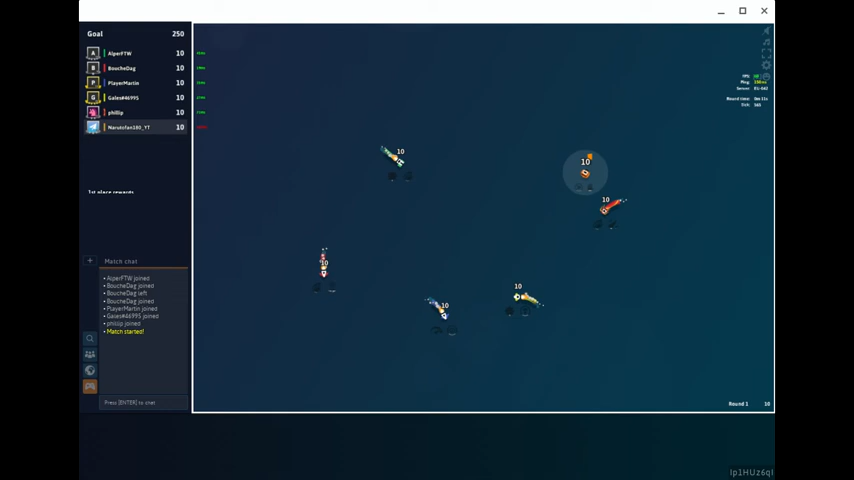 Goal 250
A AlperFTW 10
B BoucheDag 10
P PlayerMartin 10
G Gales#46995 10
phillip 10
Narutofan180_YT 10
1st place rewards
Match chat
• AlperFTW joined
• BoucheDag joined
• BoucheDag left
• BoucheDag joined
• PlayerMartin joined
• Gales#46995 joined
• phillip joined
• Match started!
Press [ENTER] to chat
10
10
10
10
10
10
Round 1 10
lp1HUz6ql